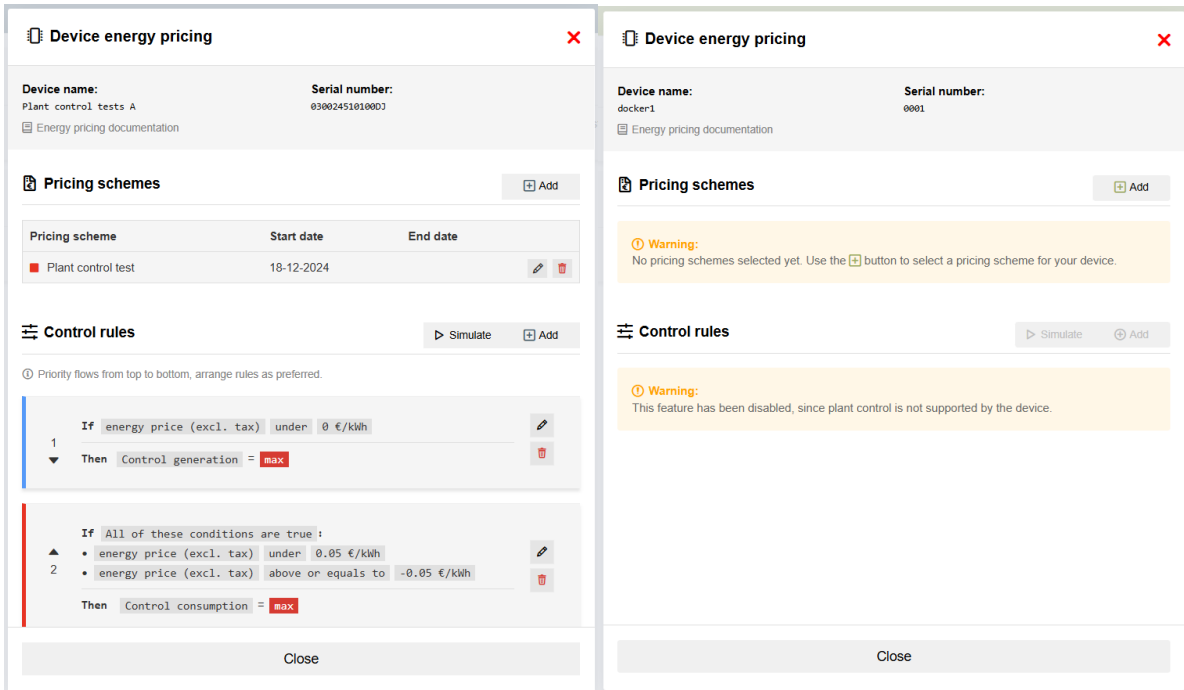 Device energy pricing
Device name:
Serial number:
Plant control tests A
030024510100DJ
Energy pricing documentation
Pricing schemes
Add
Pricing scheme
Start date
End date
Plant control test
18-12-2024
Control rules
Simulate
Add
Priority flows from top to bottom, arrange rules as preferred.
1
If energy price (excl. tax) under 0 €/kWh
Then Control generation = max
2
If All of these conditions are true :
• energy price (excl. tax) under 0.05 €/kWh
• energy price (excl. tax) above or equals to -0.05 €/kWh
Then Control consumption = max
Close
Device energy pricing
Device name:
Serial number:
docker1
0001
Energy pricing documentation
Pricing schemes
Add
Warning:
No pricing schemes selected yet. Use the button to select a pricing scheme for your device.
Control rules
Simulate
Add
Warning:
This feature has been disabled, since plant control is not supported by the device.
Close